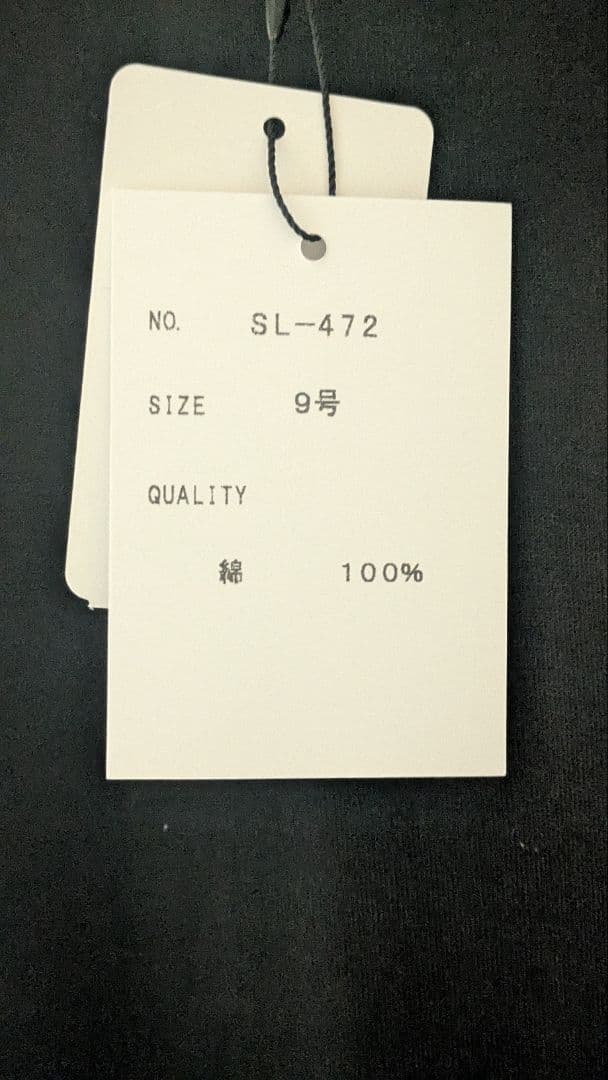 NO. SL-472
SIZE 9号
QUALITY
綿 100%